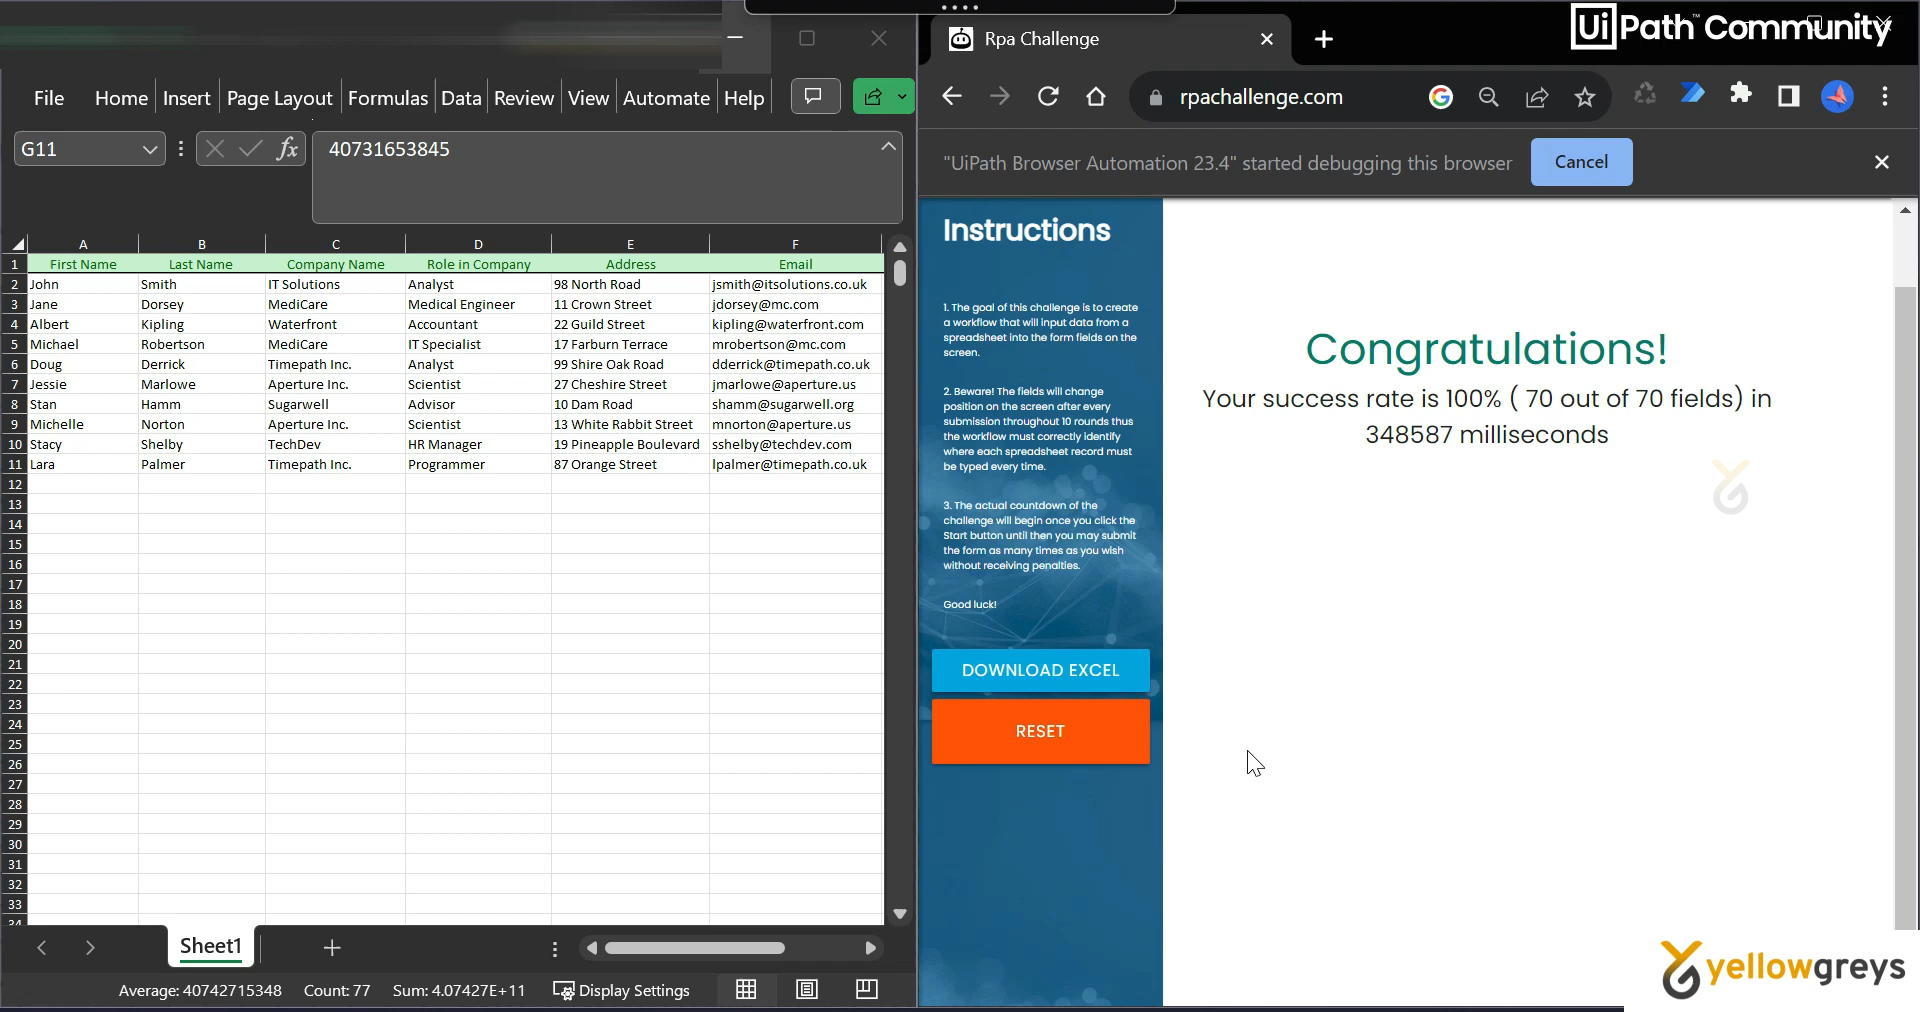 File Home Insert Page Layout Formulas Data Review View Automate Help
G11 fx 40731653845
A B C D E F
1 First Name Last Name Company Name Role in Company Address Email
2 John Smith IT Solutions Analyst 98 North Road jsmith@itsolutions.co.uk
3 Jane Dorsey MediCare Medical Engineer 11 Crown Street jdorsey@mc.com
4 Albert Kipling Waterfront Accountant 22 Guild Street kipling@waterfront.com
5 Michael Robertson MediCare IT Specialist 17 Farburn Terrace mrobertson@mc.com
6 Doug Derrick Timepath Inc. Analyst 99 Shire Oak Road dderrick@timepath.co.uk
7 Jessie Marlowe Aperture Inc. Scientist 27 Cheshire Street jmarlowe@aperture.us
8 Stan Hamm Sugarwell Advisor 10 Dam Road shamm@sugarwell.org
9 Michelle Norton Aperture Inc. Scientist 13 White Rabbit Street mnorton@aperture.us
10 Stacy Shelby TechDev HR Manager 19 Pineapple Boulevard sshelby@techdev.com
11 Lara Palmer Timepath Inc. Programmer 87 Orange Street lpalmer@timepath.co.uk
12
13
14
15
16
17
18
19
20
21
22
23
24
25
26
27
28
29
30
31
32
33
34
Sheet1
Average: 40742715348 Count: 77 Sum: 4.07427E+11 Display Settings
Rpa Challenge
UiPath™ Community
rpachallenge.com
"UiPath Browser Automation 23.4" started debugging this browser Cancel
Instructions
1. The goal of this challenge is to create
a workflow that will input data from a
spreadsheet into the form fields on the
screen.
2. Beware! The fields will change
position on the screen after every
submission throughout 10 rounds thus
the workflow must correctly identify
where each spreadsheet record must
be typed every time.
3. The actual countdown of the
challenge will begin once you click the
Start button until then you may submit
the form as many times as you wish
without receiving penalties.
Good luck!
DOWNLOAD EXCEL
RESET
Congratulations!
Your success rate is 100% ( 70 out of 70 fields) in
348587 milliseconds
yellowgreys